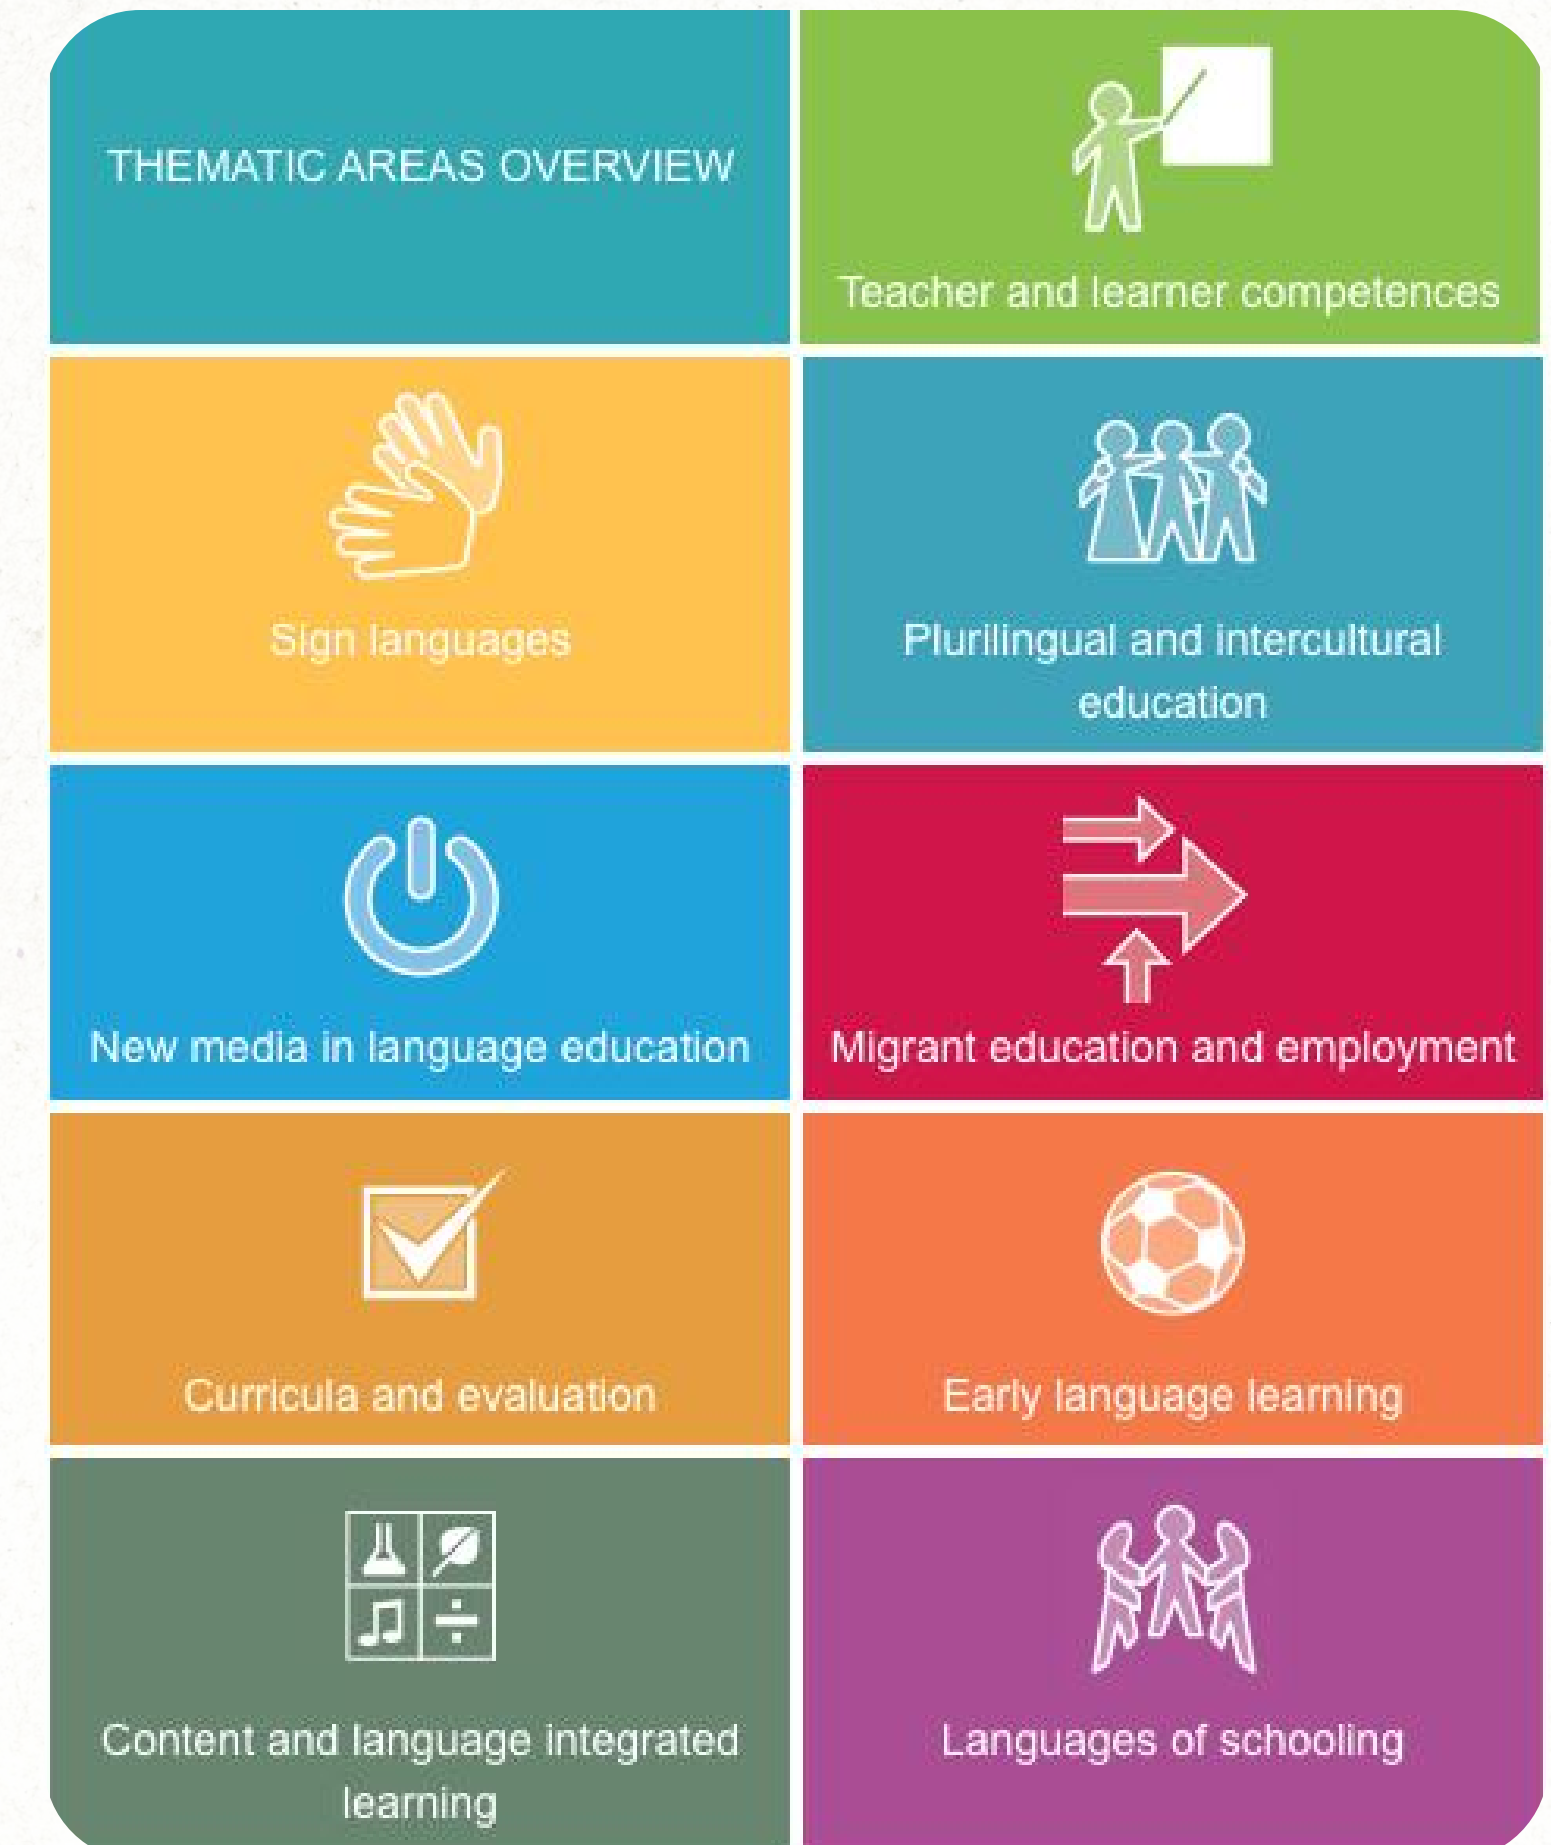 THEMATIC AREAS OVERVIEW
Teacher and learner competences
Sign languages
Plurilingual and intercultural
education
New media in language education
Migrant education and employment
Curricula and evaluation
Early language learning
Content and language integrated
learning
Languages of schooling